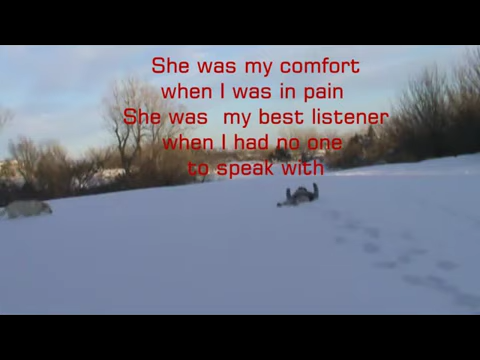 She was my comfort
when I was in pain
She was my best listener
when I had no one
to speak with